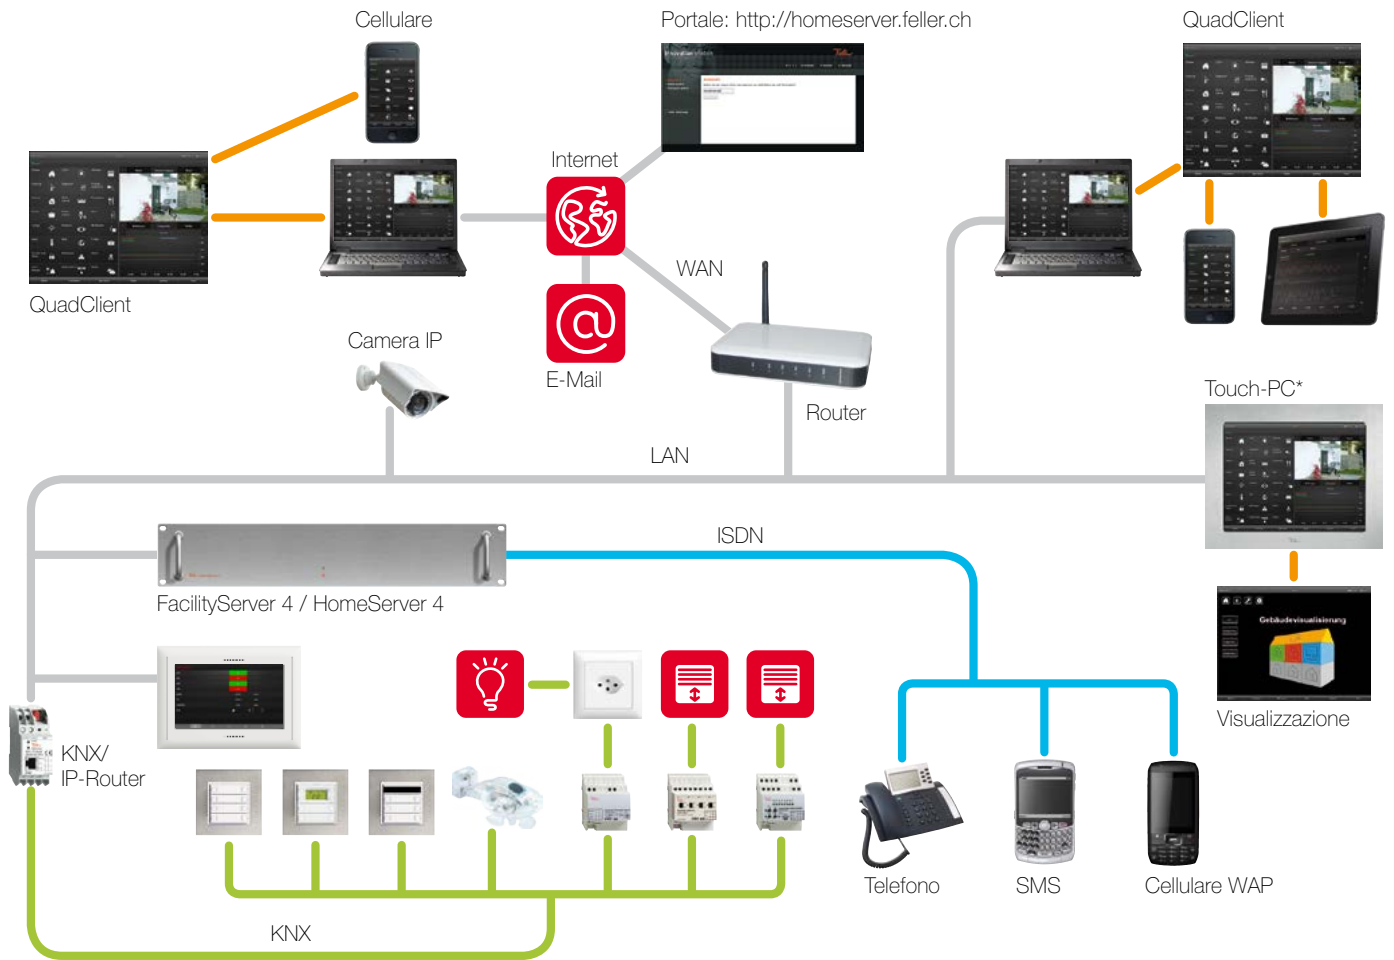 Cellulare
Portale: http://homeserver.feller.ch
QuadClient
Internet
WAN
QuadClient
Camera IP
E-Mail
Router
Touch-PC*
LAN
ISDN
FacilityServer 4 / HomeServer 4
Gebäudevisualisierung
Visualizzazione
KNX/
IP-Router
Telefono
SMS
Cellulare WAP
KNX